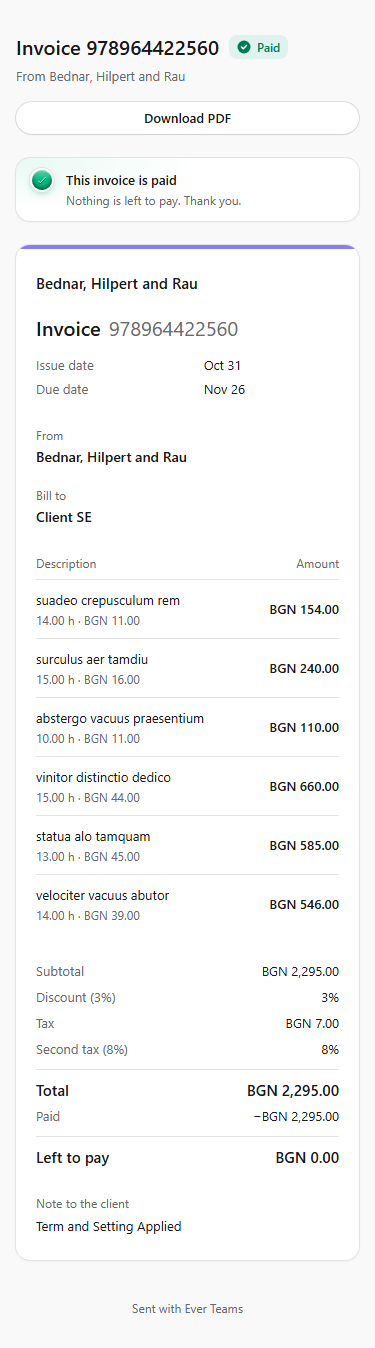 Invoice 978964422560 Paid
From Bednar, Hilpert and Rau
Download PDF
This invoice is paid
Nothing is left to pay. Thank you.
Bednar, Hilpert and Rau
Invoice 978964422560
Issue date Oct 31
Due date Nov 26
From
Bednar, Hilpert and Rau
Bill to
Client SE
Description Amount
suadeo crepusculum rem
14.00 h · BGN 11.00
BGN 154.00
surculus aer tamdiu
15.00 h · BGN 16.00
BGN 240.00
abstergo vacuus praesentium
10.00 h · BGN 11.00
BGN 110.00
vinitor distinctio dedico
15.00 h · BGN 44.00
BGN 660.00
statua alo tamquam
13.00 h · BGN 45.00
BGN 585.00
velociter vacuus abutor
14.00 h · BGN 39.00
BGN 546.00
Subtotal BGN 2,295.00
Discount (3%) 3%
Tax BGN 7.00
Second tax (8%) 8%
Total BGN 2,295.00
Paid −BGN 2,295.00
Left to pay BGN 0.00
Note to the client
Term and Setting Applied
Sent with Ever Teams